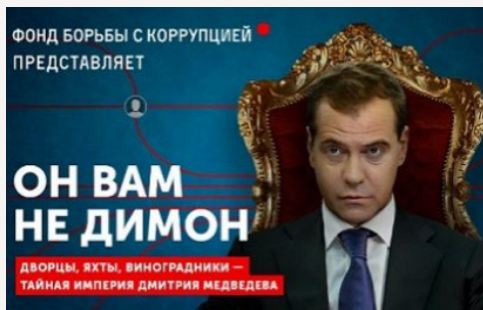 ФОНД БОРЬБЫ С КОРРУПЦИЕЙ
ПРЕДСТАВЛЯЕТ
ОН ВАМ
НЕ ДИМОН
ДВОРЦЫ, ЯХТЫ, ВИНОГРАДНИКИ —
ТАЙНАЯ ИМПЕРИЯ ДМИТРИЯ МЕДВЕДЕВА